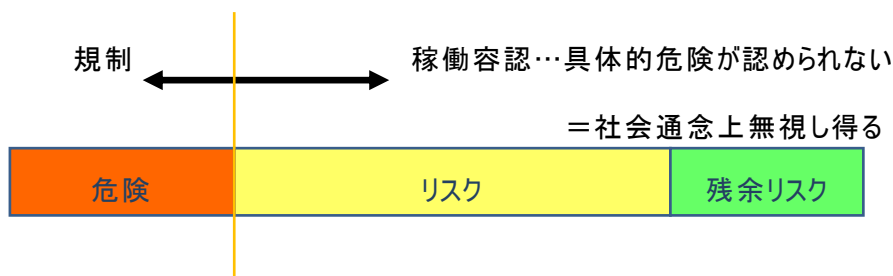 規制 稼働容認…具体的危険が認められない
＝社会通念上無視し得る
危険 リスク 残余リスク